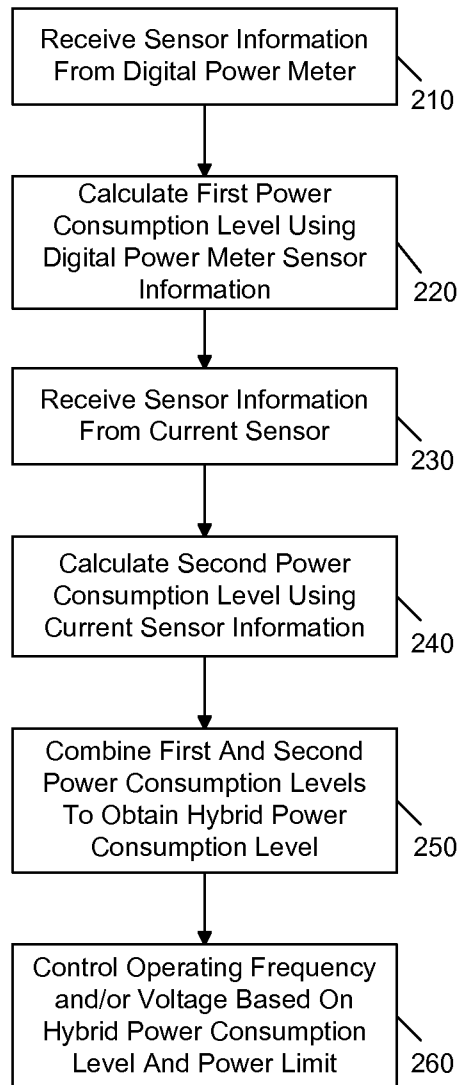 Receive Sensor Information
From Digital Power Meter
210
Calculate First Power
Consumption Level Using
Digital Power Meter Sensor
Information
220
Receive Sensor Information
From Current Sensor
230
Calculate Second Power
Consumption Level Using
Current Sensor Information
240
Combine First And Second
Power Consumption Levels
To Obtain Hybrid Power
Consumption Level
250
Control Operating Frequency
and/or Voltage Based On
Hybrid Power Consumption
Level And Power Limit
260